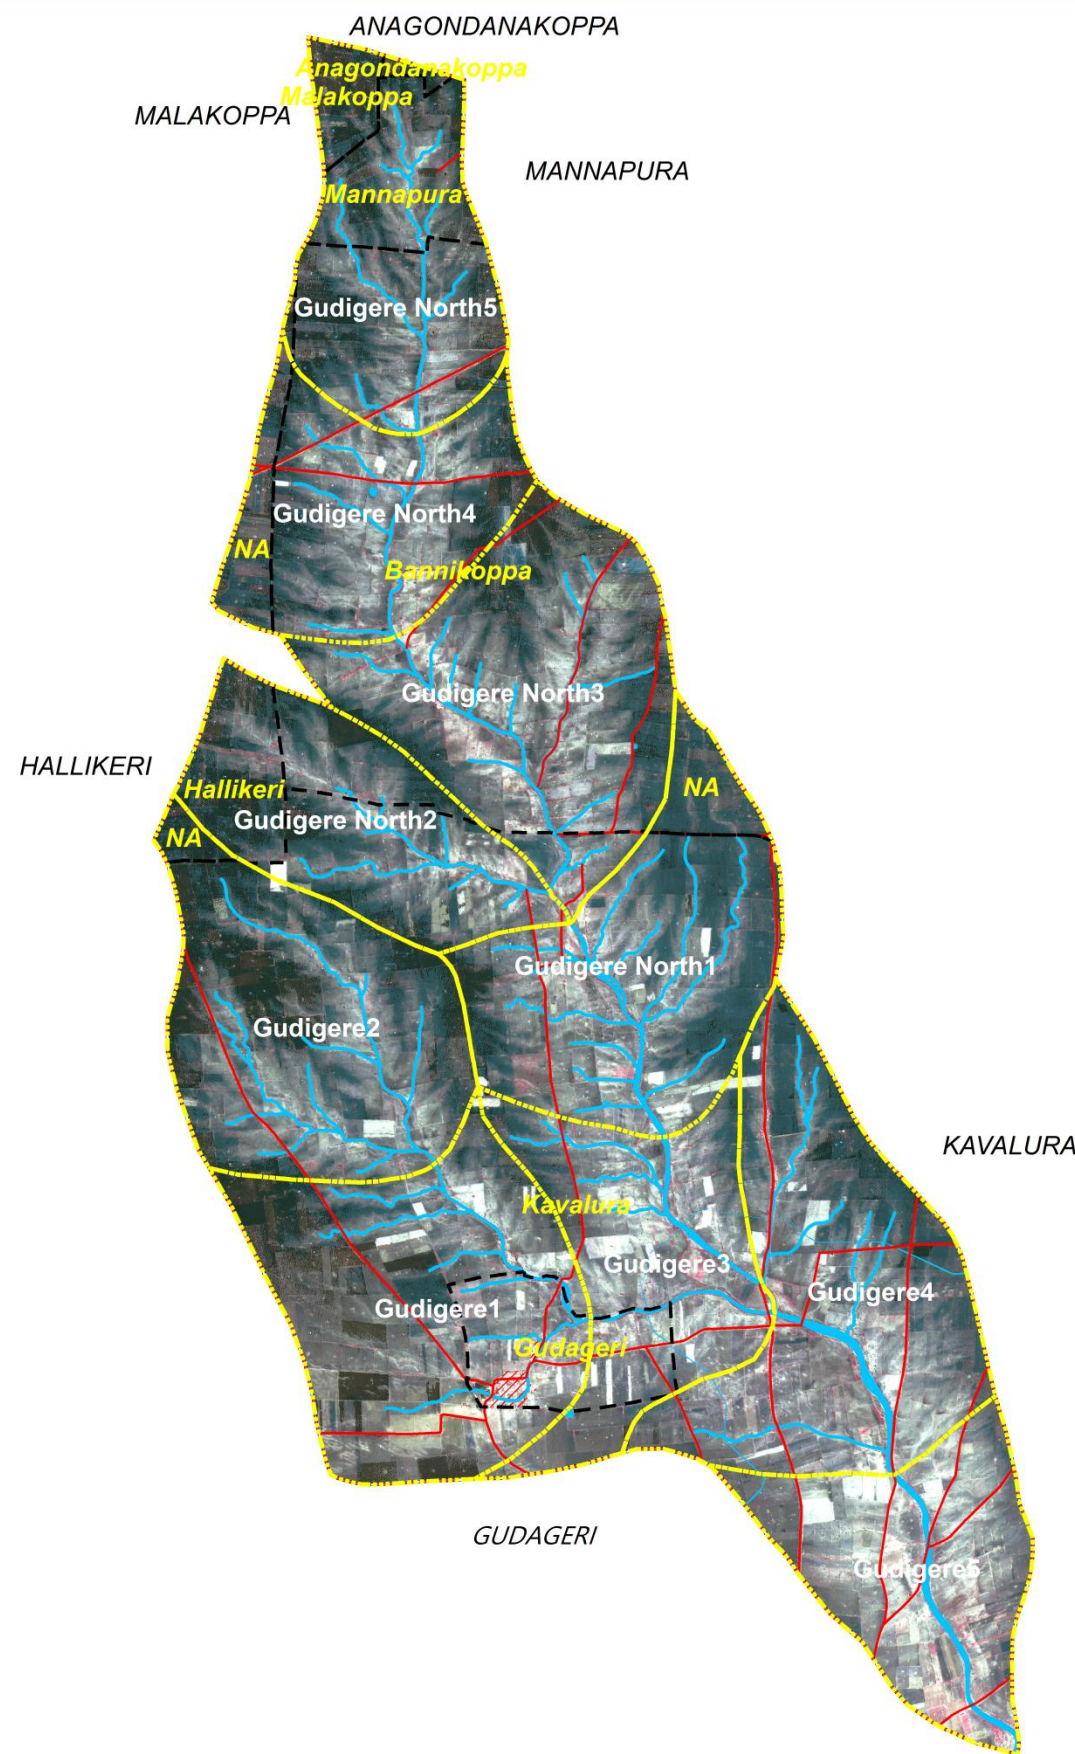 ANAGONDANAKOPPA
Anagondanakoppa
Malakoppa
MALAKOPPA
MANNAPURA
Mannapura
Gudigere North5
Gudigere North4
NA
Bannikoppa
Gudigere North3
HALLIKERI
Hallikeri
NA
Gudigere North2
NA
Gudigere North1
Gudigere2
KAVALURA
Kavalura
Gudigere3
Gudigere4
Gudigere1
Gudageri
GUDAGERI
Gudigere5